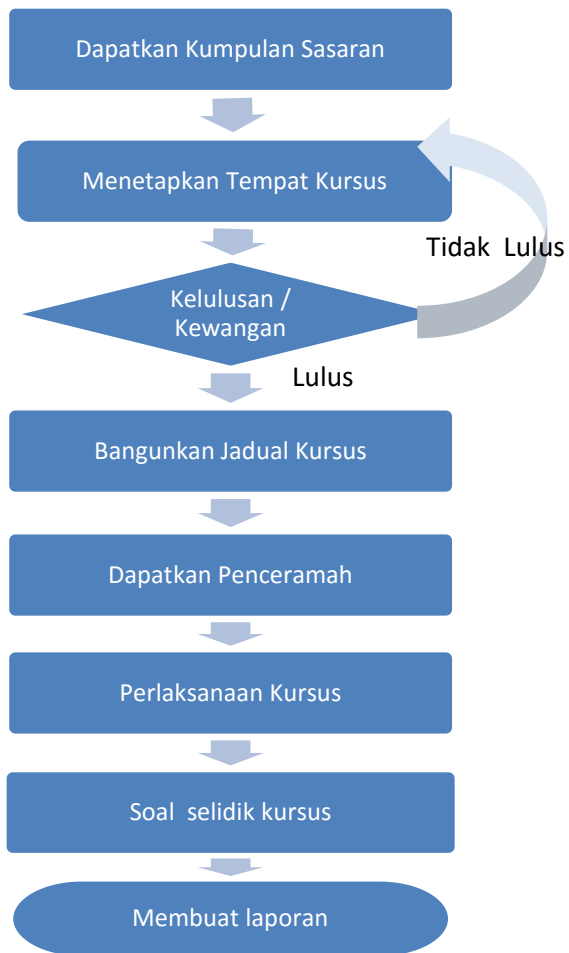 Dapatkan Kumpulan Sasaran
Menetapkan Tempat Kursus
Tidak  Lulus
Kelulusan /
Kewangan
Lulus
Bangunkan Jadual Kursus
Dapatkan Penceramah
Perlaksanaan Kursus
Soal  selidik kursus
Membuat laporan